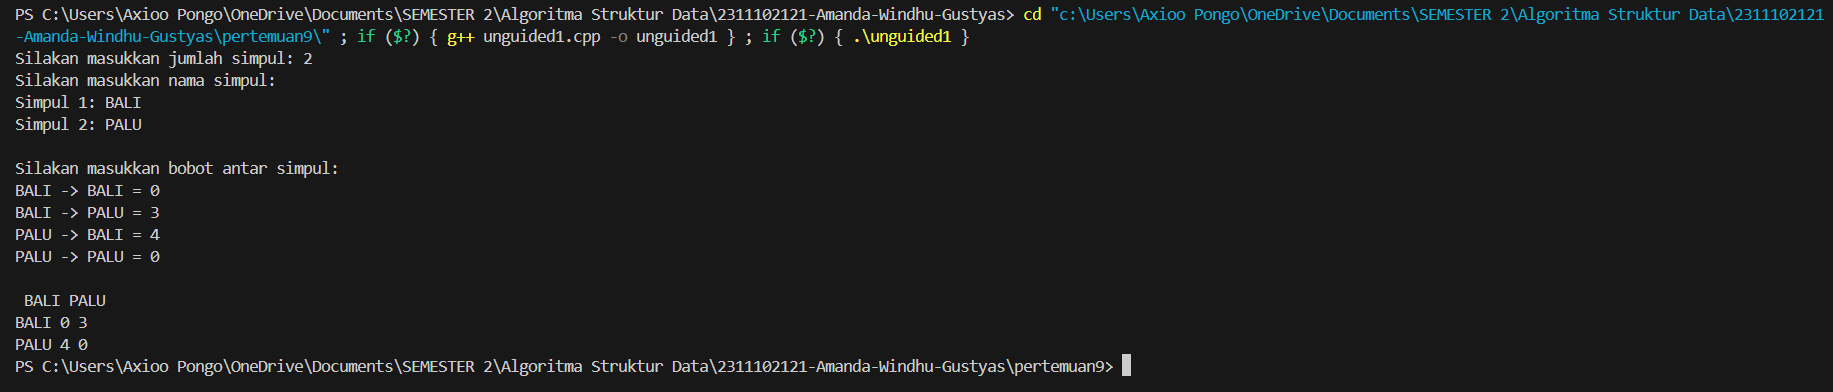 PS C:\Users\Axioo Pongo\OneDrive\Documents\SEMESTER 2\Algoritma Struktur Data\2311102121-Amanda-Windhu-Gustyas> cd "c:\Users\Axioo Pongo\OneDrive\Documents\SEMESTER 2\Algoritma Struktur Data\2311102121
-Amanda-Windhu-Gustyas\pertemuan9\" ; if ($?) { g++ unguided1.cpp -o unguided1 } ; if ($?) { .\unguided1 }
Silakan masukkan jumlah simpul: 2
Silakan masukkan nama simpul:
Simpul 1: BALI
Simpul 2: PALU
Silakan masukkan bobot antar simpul:
BALI -> BALI = 0
BALI -> PALU = 3
PALU -> BALI = 4
PALU -> PALU = 0
BALI PALU
BALI 0 3
PALU 4 0
PS C:\Users\Axioo Pongo\OneDrive\Documents\SEMESTER 2\Algoritma Struktur Data\2311102121-Amanda-Windhu-Gustyas\pertemuan9>